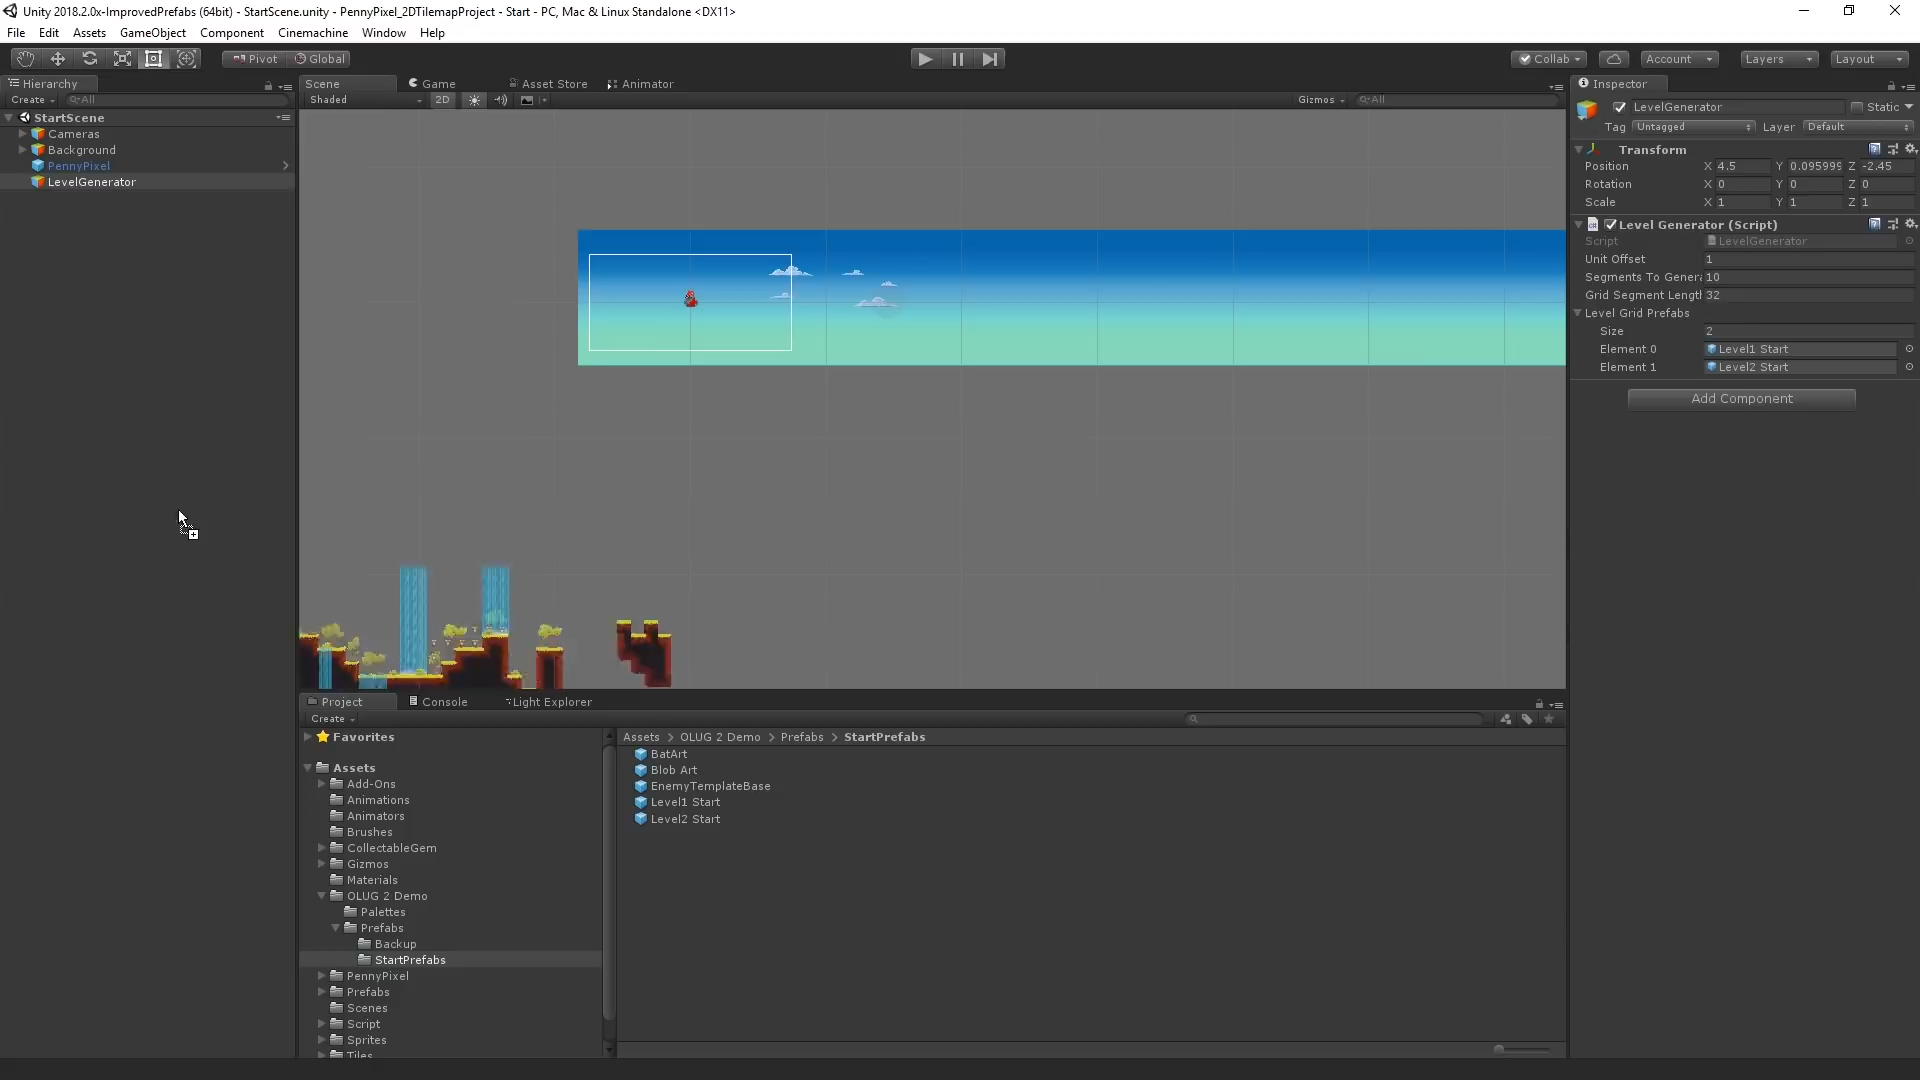 Unity 2018.2.0x-ImprovedPrefabs (64bit) - StartScene.unity - PennyPixel_2DTilemapProject - Start - PC, Mac & Linux Standalone <DX11>
File Edit Assets GameObject Component Cinemachine Window Help
Pivot Global Collab Account Layers Layout
Hierarchy Scene Game Asset Store Animator Inspector
Create All Shaded 2D Gizmos All
StartScene
Cameras
Background
PennyPixel
LevelGenerator
LevelGenerator Static
Tag Untagged Layer Default
Transform
Position X 4.5 Y 0.095999 Z -2.45
Rotation X 0 Y 0 Z 0
Scale X 1 Y 1 Z 1
Level Generator (Script)
Script LevelGenerator
Unit Offset 1
Segments To Genera 10
Grid Segment Lengt 32
Level Grid Prefabs
Size 2
Element 0 Level1 Start
Element 1 Level2 Start
Add Component
Project Console Light Explorer
Create
Favorites
Assets
Add-Ons
Animations
Animators
Brushes
CollectableGem
Gizmos
Materials
OLUG 2 Demo
Palettes
Prefabs
Backup
StartPrefabs
PennyPixel
Prefabs
Scenes
Script
Sprites
Tiles
Assets > OLUG 2 Demo > Prefabs > StartPrefabs
BatArt
Blob Art
EnemyTemplateBase
Level1 Start
Level2 Start